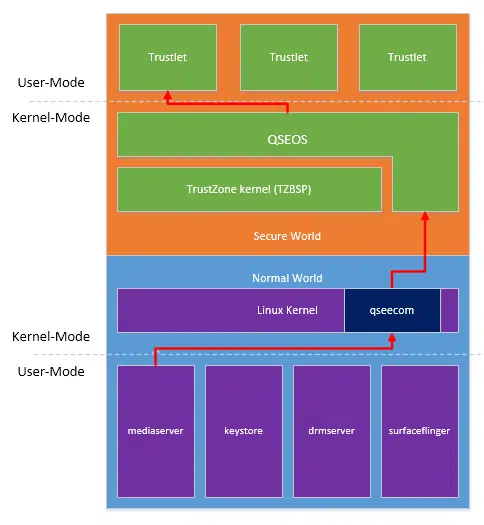 Trustlet
Trustlet
Trustlet
User-Mode
Kernel-Mode
QSEOS
TrustZone kernel (TZBSP)
Secure World
Normal World
Linux Kernel
qseecom
Kernel-Mode
User-Mode
mediaserver
keystore
drmserver
surfaceflinger